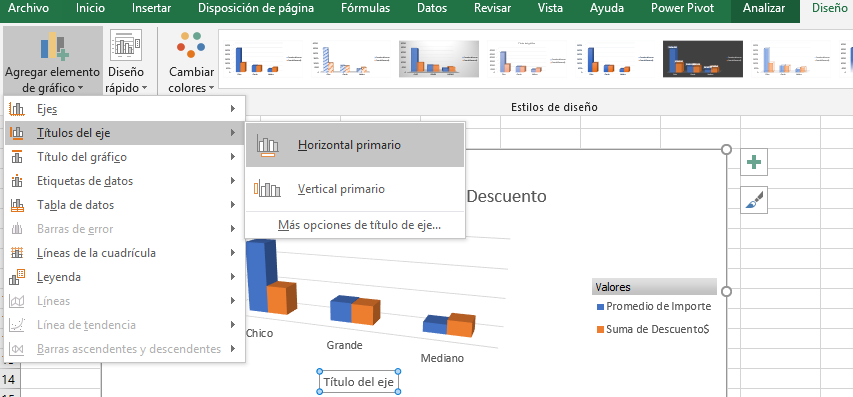 Archivo Inicio Insertar Disposición de página Fórmulas Datos Revisar Vista Ayuda Power Pivot Analizar Diseño
Agregar elemento
de gráfico
Diseño
rápido
Cambiar
colores
Estilos de diseño
Ejes
Títulos del eje
Título del gráfico
Etiquetas de datos
Tabla de datos
Barras de error
Líneas de la cuadrícula
Leyenda
Líneas
Línea de tendencia
Barras ascendentes y descendentes
Horizontal primario
Vertical primario
Más opciones de título de eje...
Descuento
Valores
Promedio de Importe
Suma de Descuento$
Chico
Grande
Mediano
Título del eje
14